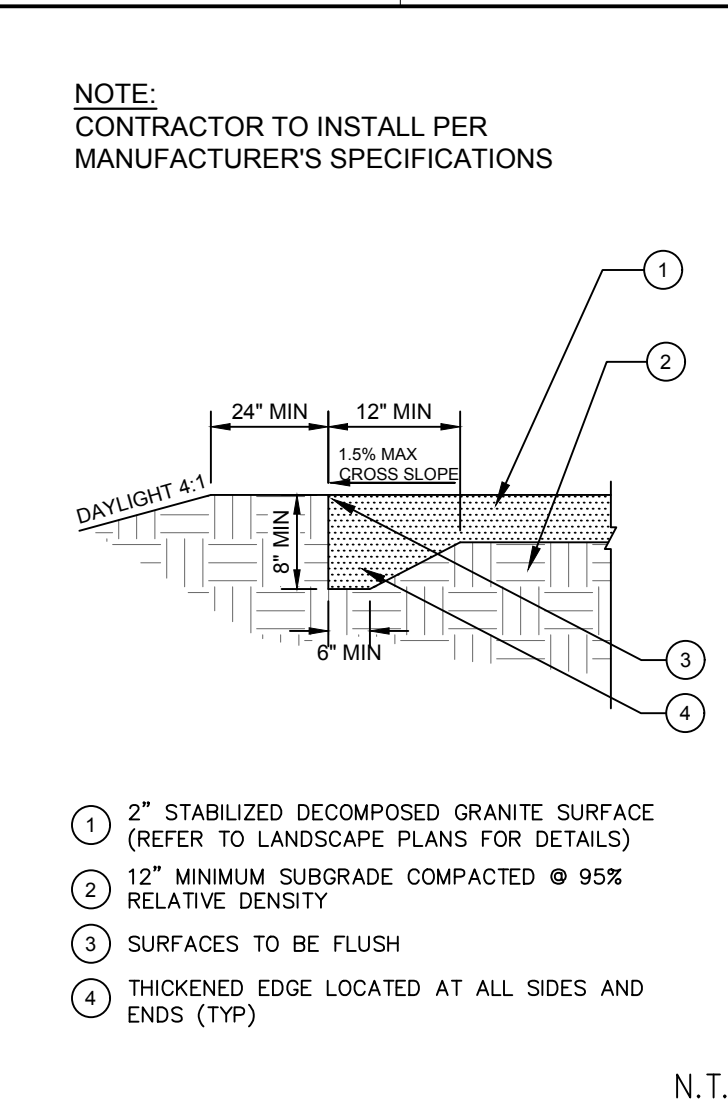 NOTE:
CONTRACTOR TO INSTALL PER
MANUFACTURER'S SPECIFICATIONS
1
2
24" MIN
12" MIN
1.5% MAX
CROSS SLOPE
DAYLIGHT 4:1
8" MIN
6" MIN
3
4
1 2” STABILIZED DECOMPOSED GRANITE SURFACE
(REFER TO LANDSCAPE PLANS FOR DETAILS)
2 12” MINIMUM SUBGRADE COMPACTED @ 95%
RELATIVE DENSITY
3 SURFACES TO BE FLUSH
4 THICKENED EDGE LOCATED AT ALL SIDES AND
ENDS (TYP)
N.T.